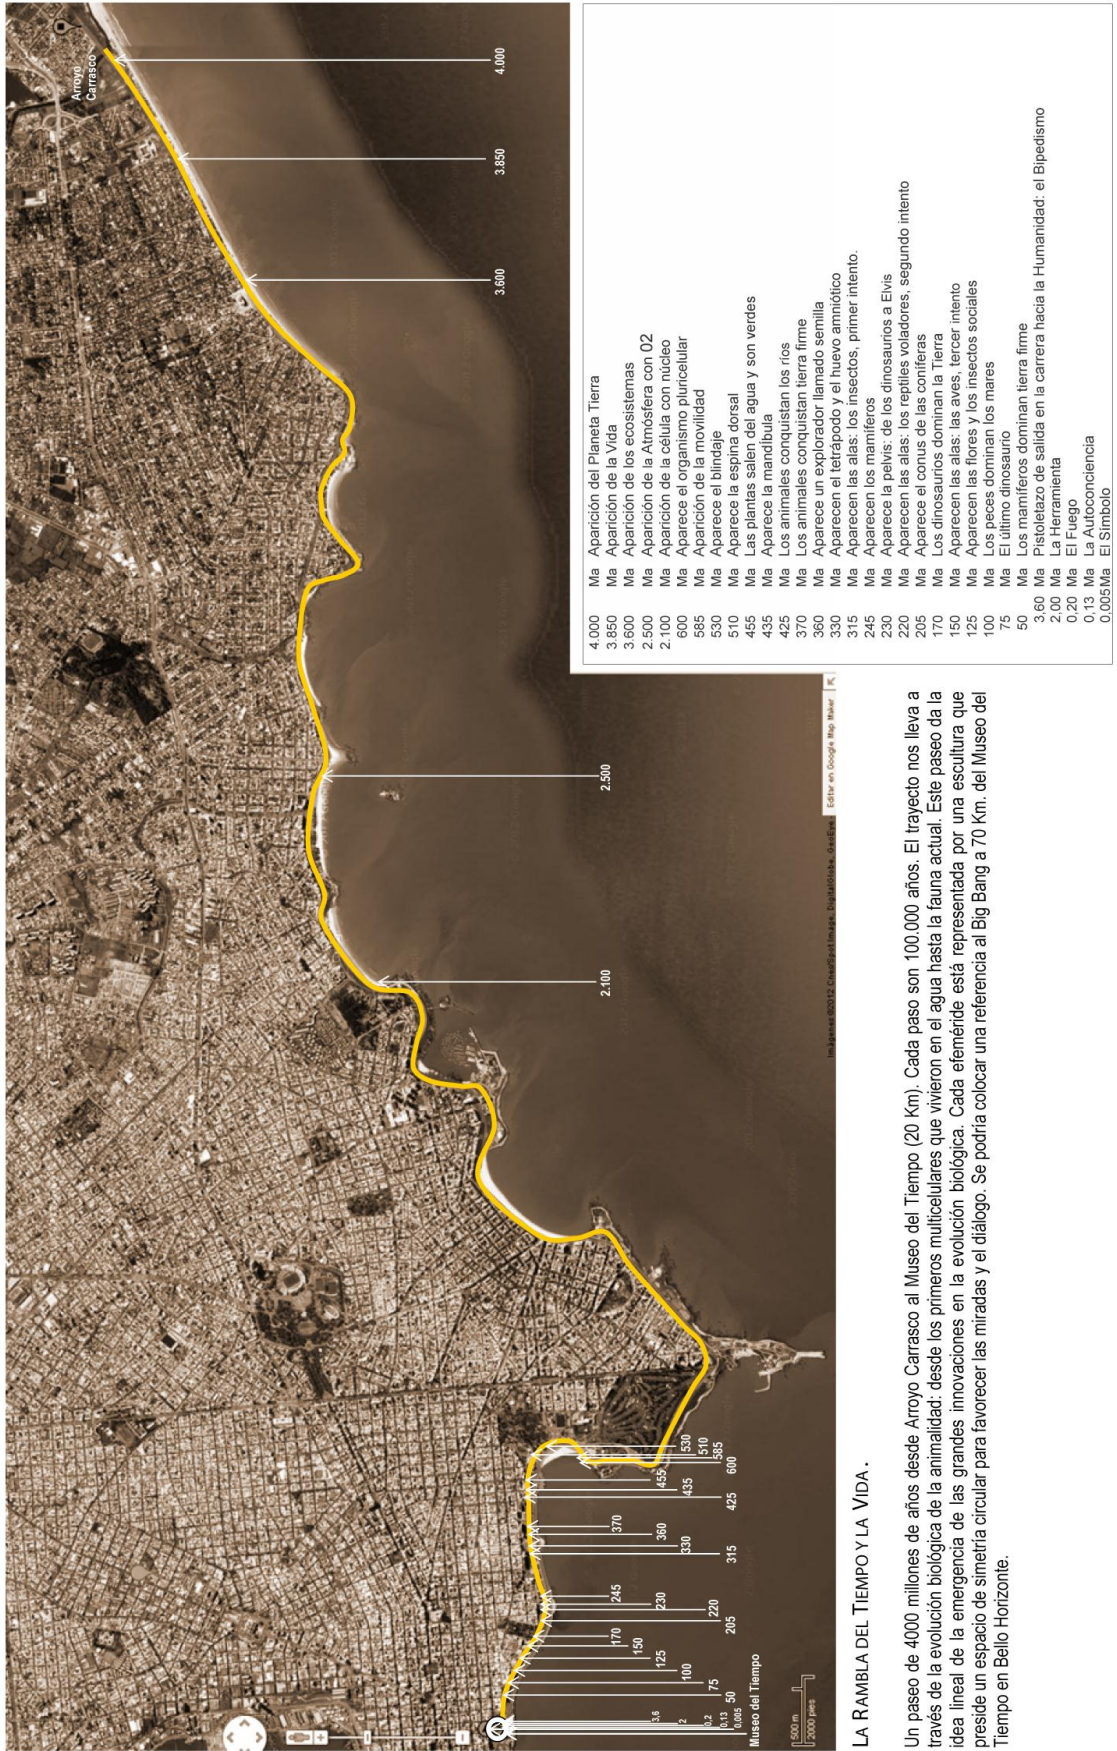 Arroyo
Carrasco
4.000
3.850
3.600
2.500
2.100
530
510
585
600
455
435
425
370
360
330
315
245
230
220
205
170
150
125
100
75
50
3,6
2
0,2
0,13
0,005
Museo del Tiempo
500 m
2000 pies
Imágenes ©2012 Cnes/Spot Image, DigitalGlobe, GeoEye
Editar en Google Map Maker
4.000 Ma Aparición del Planeta Tierra
3.850 Ma Aparición de la Vida
3.600 Ma Aparición de los ecosistemas
2.500 Ma Aparición de la Atmósfera con 02
2.100 Ma Aparición de la célula con núcleo
600 Ma Aparece el organismo pluricelular
585 Ma Aparición de la movilidad
530 Ma Aparece el blindaje
510 Ma Aparece la espina dorsal
455 Ma Las plantas salen del agua y son verdes
435 Ma Aparece la mandíbula
425 Ma Los animales conquistan los ríos
370 Ma Los animales conquistan tierra firme
360 Ma Aparece un explorador llamado semilla
330 Ma Aparecen el tetrápodo y el huevo amniótico
315 Ma Aparecen las alas: los insectos, primer intento.
245 Ma Aparecen los mamíferos
230 Ma Aparece la pelvis: de los dinosaurios a Elvis
220 Ma Aparecen las alas: los reptiles voladores, segundo intento
205 Ma Aparece el conus de las coníferas
170 Ma Los dinosaurios dominan la Tierra
150 Ma Aparecen las alas: las aves, tercer intento
125 Ma Aparecen las flores y los insectos sociales
100 Ma Los peces dominan los mares
75 Ma El último dinosaurio
50 Ma Los mamíferos dominan tierra firme
3,60 Ma Pistoletazo de salida en la carrera hacia la Humanidad: el Bipedismo
2,00 Ma La Herramienta
0,20 Ma El Fuego
0,13 Ma La Autoconciencia
0,005 Ma El Símbolo
LA RAMBLA DEL TIEMPO Y LA VIDA.
Un paseo de 4000 millones de años desde Arroyo Carrasco al Museo del Tiempo (20 Km). Cada paso son 100.000 años. El trayecto nos lleva a
través de la evolución biológica de la animalidad: desde los primeros multicelulares que vivieron en el agua hasta la fauna actual. Este paseo da la
idea lineal de la emergencia de las grandes innovaciones en la evolución biológica. Cada efeméride está representada por una escultura que
preside un espacio de simetría circular para favorecer las miradas y el diálogo. Se podría colocar una referencia al Big Bang a 70 Km. del Museo del
Tiempo en Bello Horizonte.